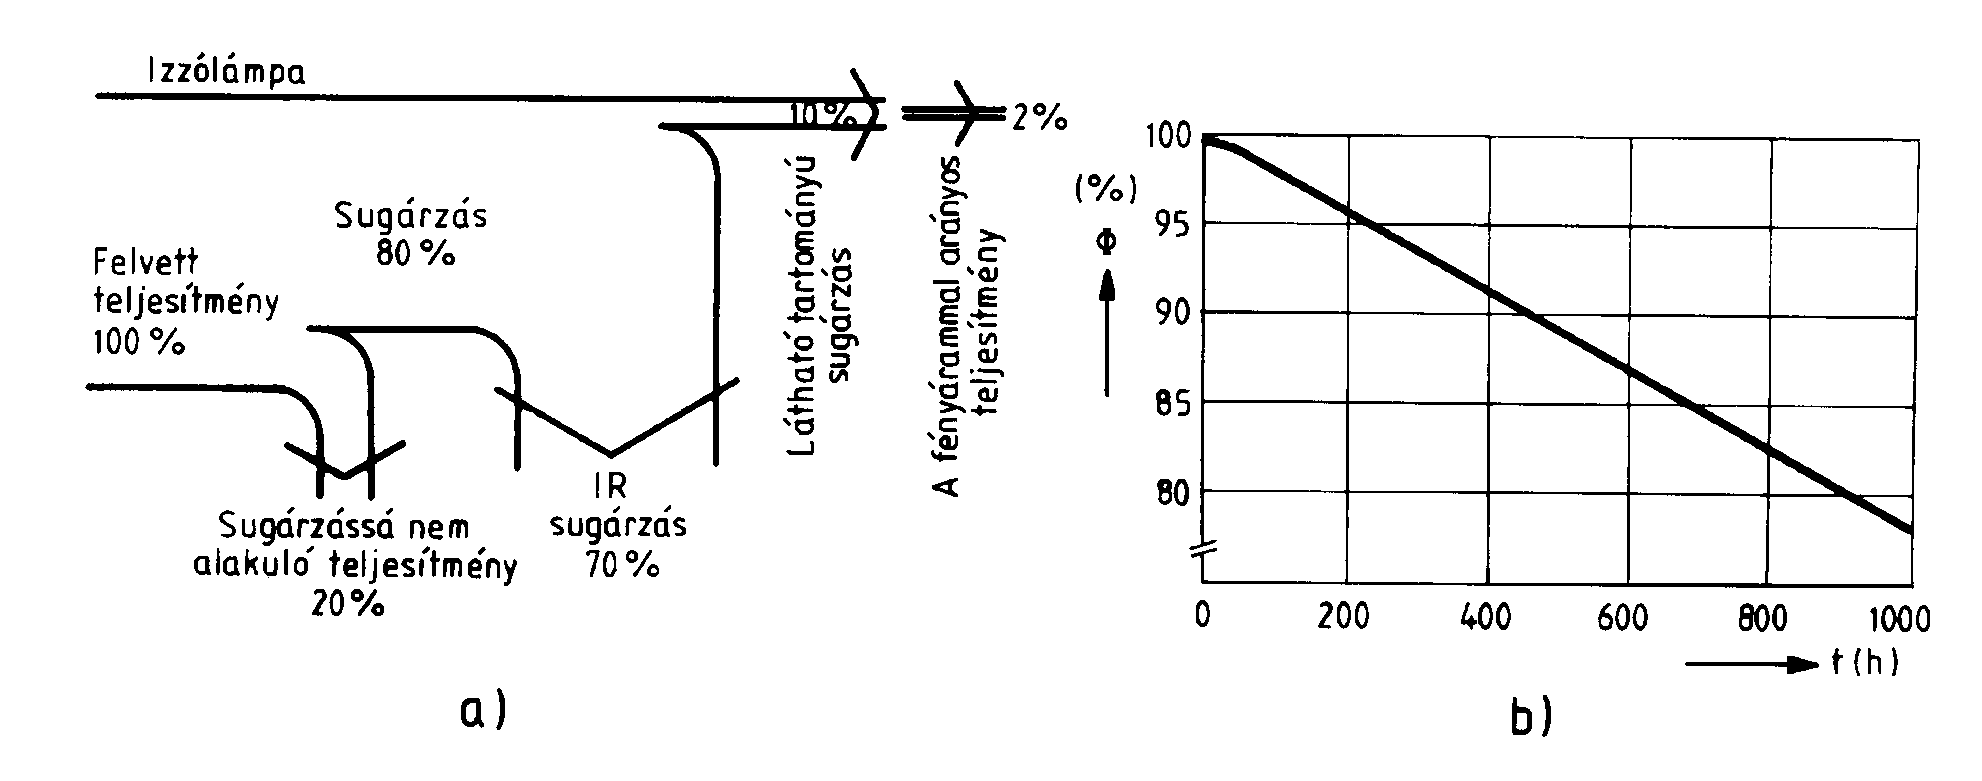 Izzólámpa
10%
2%
Sugárzás
80%
Felvett
teljesítmény
100%
Látható tartományú
sugárzás
A fényárammal arányos
teljesítmény
IR
sugárzás
70%
Sugárzássá nem
alakuló teljesítmény
20%
a)
100
(%)
95
Φ
90
85
80
0 200 400 600 800 1000
t(h)
b)